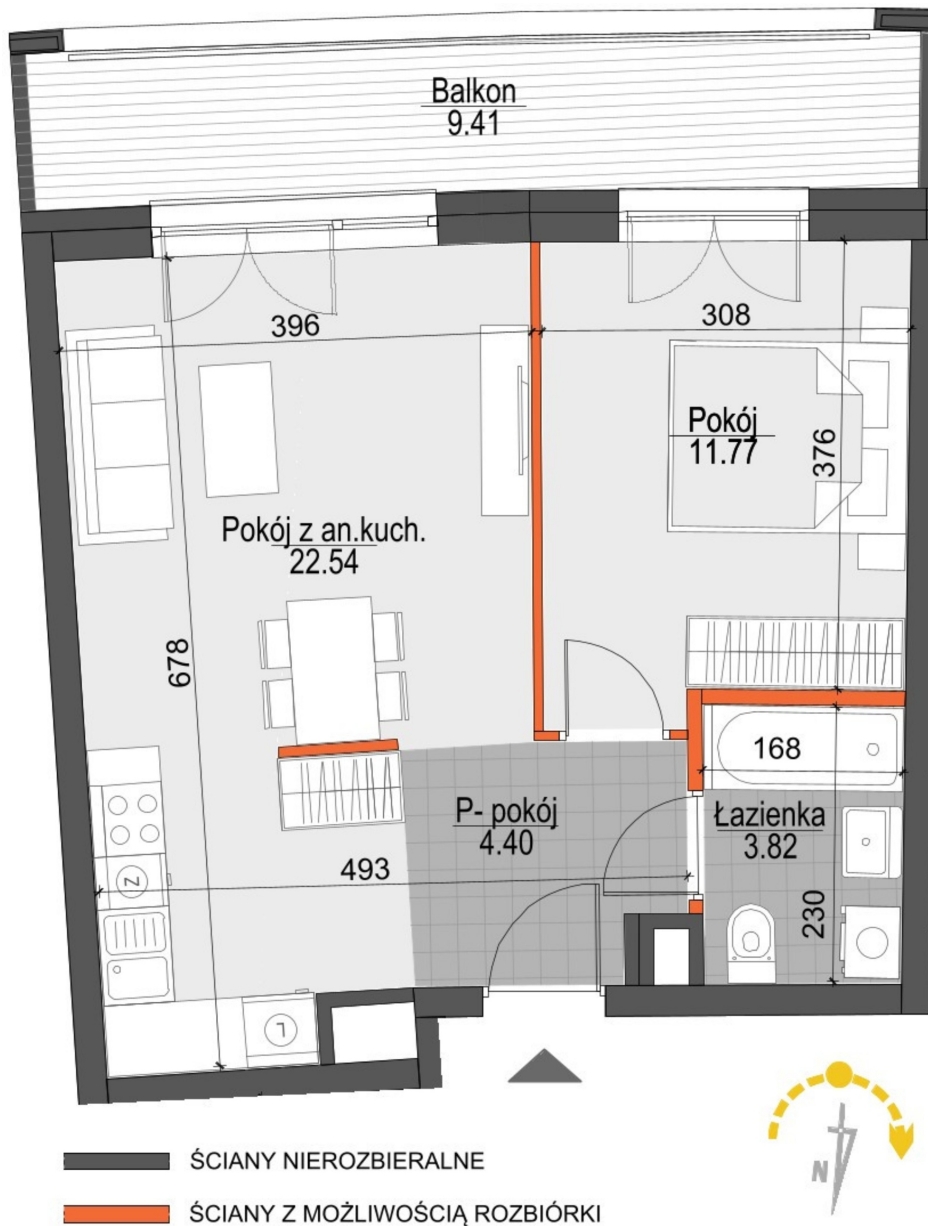 Balkon
9.41
396
308
Pokój
11.77
376
Pokój z an.kuch.
22.54
678
168
P- pokój
4.40
Łazienka
3.82
493
Z
230
L
N
ŚCIANY NIEROZBIERALNE
ŚCIANY Z MOŻLIWOŚCIĄ ROZBIÓRKI